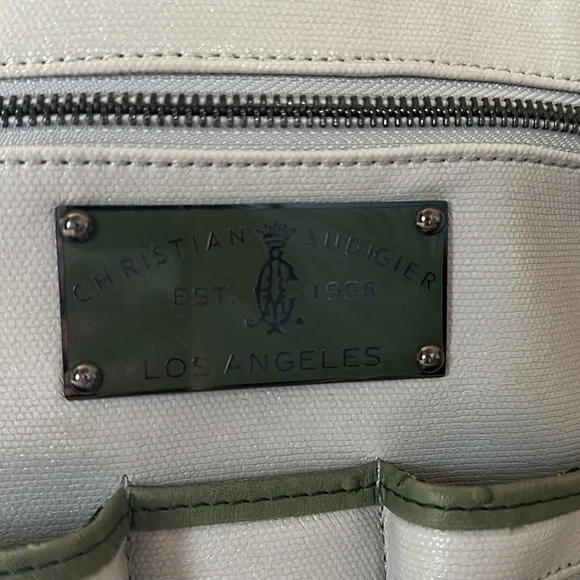 CHRISTIAN AUDIGIER
EST. 1958
LOS ANGELES